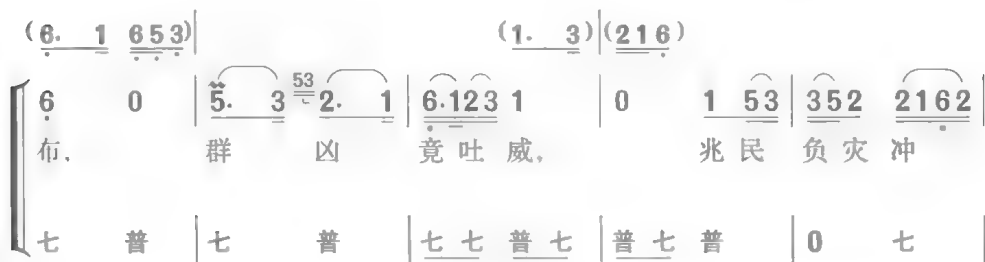 (6. 1 653) (1. 3) (216)
6 0 5. 3 53 2. 1 6.123 1 0 1 53 352 2162
布, 群 凶 竟 吐 威, 兆 民 负 灾 冲
七 普 七 普 七 七 普 七 普 七 普 0 七